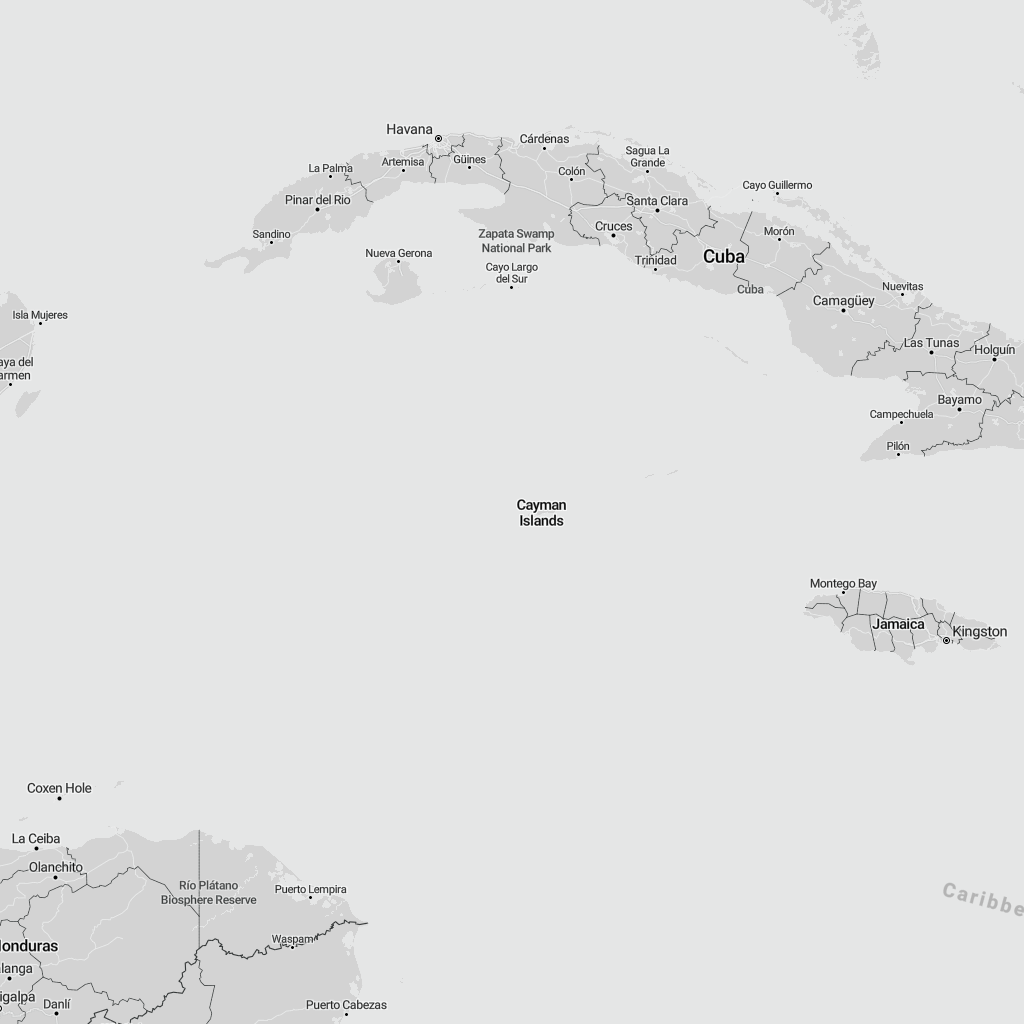 Havana
Cárdenas
Sagua La
Grande
La Palma
Artemisa
Güines
Colón
Cayo Guillermo
Pinar del Rio
Santa Clara
Sandino
Zapata Swamp
National Park
Cruces
Morón
Nueva Gerona
Trinidad
Cuba
Cayo Largo
del Sur
Cuba
Nuevitas
Camagüey
Isla Mujeres
Las Tunas
Holguín
aya del
armen
Bayamo
Campechuela
Pilón
Cayman
Islands
Montego Bay
Jamaica
Kingston
Coxen Hole
La Ceiba
Olanchito
Río Plátano
Biosphere Reserve
Puerto Lempira
Caribbe
Waspam
Honduras
langa
igalpa
Danlí
Puerto Cabezas